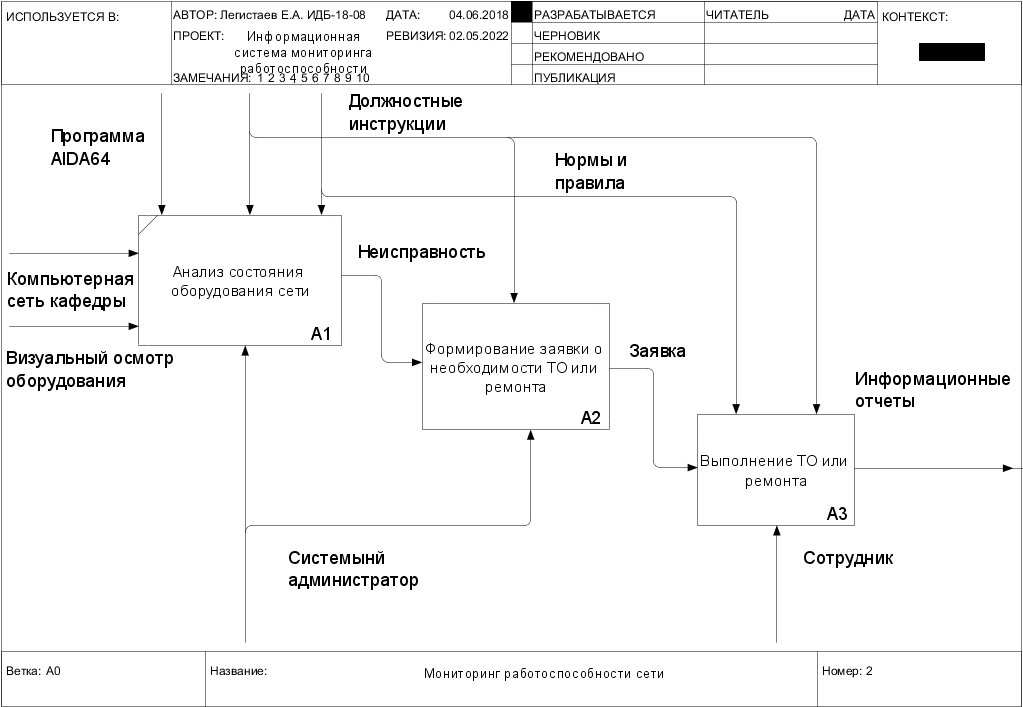 ИСПОЛЬЗУЕТСЯ В:
АВТОР: Легистаев Е.А. ИДБ-18-08
ДАТА: 04.06.2018
РАЗРАБАТЫВАЕТСЯ
ЧИТАТЕЛЬ
ДАТА
КОНТЕКСТ:
ПРОЕКТ: Информационная
система мониторинга
работоспособности
РЕВИЗИЯ: 02.05.2022
ЧЕРНОВИК
РЕКОМЕНДОВАНО
ЗАМЕЧАНИЯ: 1 2 3 4 5 6 7 8 9 10
ПУБЛИКАЦИЯ
Должностные
инструкции
Программа
AIDA64
Нормы и
правила
Неисправность
Анализ состояния
оборудования сети
A1
Компьютерная
сеть кафедры
Визуальный осмотр
оборудования
Формирование заявки о
необходимости ТО или
ремонта
A2
Заявка
Информационные
отчеты
Выполнение ТО или
ремонта
A3
Системынй
администратор
Сотрудник
Ветка: A0
Название:
Мониторинг работоспособности сети
Номер: 2